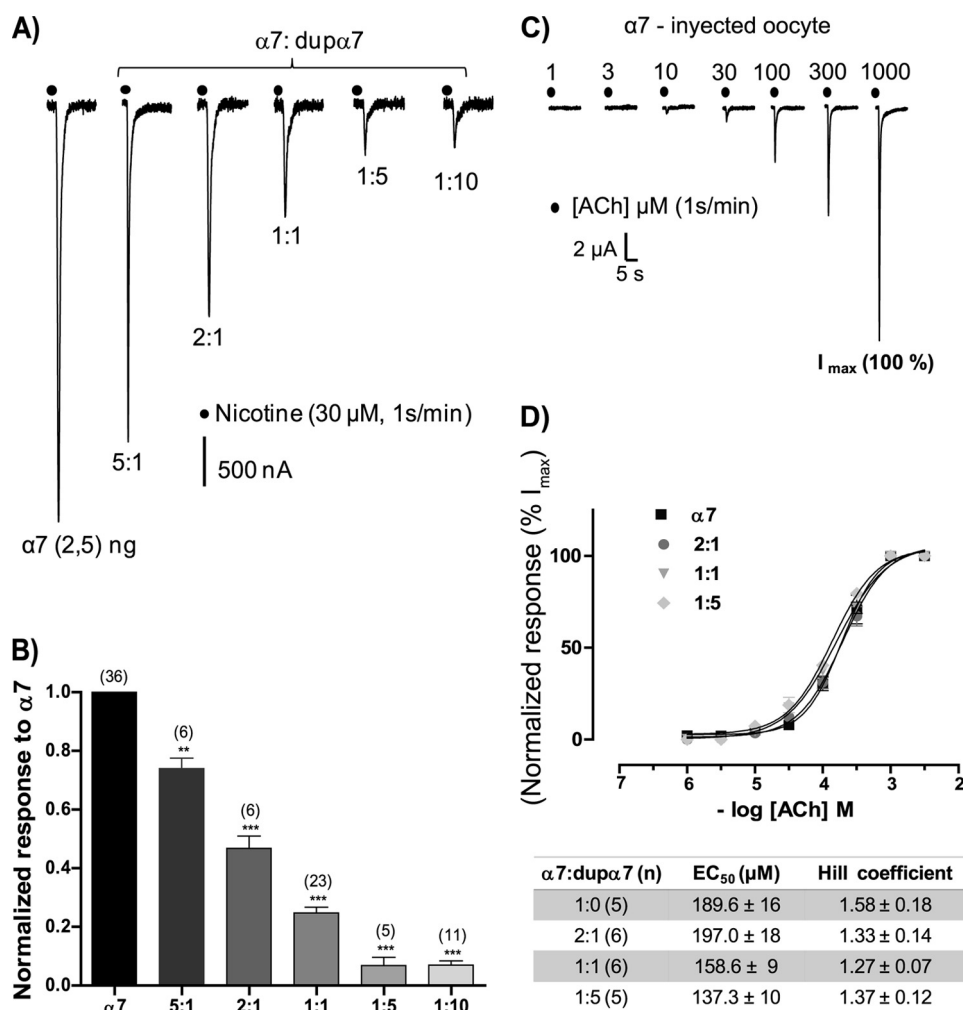 A)
α7: dupα7
5:1
2:1
1:1
1:5
1:10
α7 (2,5) ng
● Nicotine (30 µM, 1s/min)
500 nA
B)
Normalized response to α7
1.0
0.8
0.6
0.4
0.2
0.0
(36)
(6)
**
(6)
***
(23)
***
(5)
***
(11)
***
α7
5:1
2:1
1:1
1:5
1:10
C)
α7 - inyected oocyte
1 3 10 30 100 300 1000
● [ACh] µM (1s/min)
2 µA
5 s
I max (100 %)
D)
(Normalized response (% Imax)
α7
2:1
1:1
1:5
100
50
0
7 6 5 4 3 2
- log [ACh] M
α7:dupα7 (n) EC50 (µM) Hill coefficient
1:0 (5) 189.6 ± 16 1.58 ± 0.18
2:1 (6) 197.0 ± 18 1.33 ± 0.14
1:1 (6) 158.6 ± 9 1.27 ± 0.07
1:5 (5) 137.3 ± 10 1.37 ± 0.12